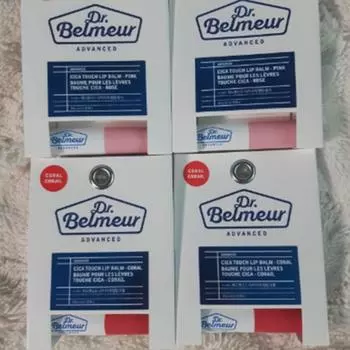 Dr.
Belmeur
ADVANCED
CICA TOUCH LIP BALM - PINK
BAUME POUR LES LÈVRES
TOUCHE CICA - ROSE
Dr.
Belmeur
ADVANCED
CICA TOUCH LIP BALM - PINK
BAUME POUR LES LÈVRES
TOUCHE CICA - ROSE
Dr.
Belmeur
Dr.
Belmeur
CORAL
CORAIL
Dr.
Belmeur
ADVANCED
CICA TOUCH LIP BALM - CORAL
BAUME POUR LES LÈVRES
TOUCHE CICA - CORAIL
Dr.
Belmeur
CORAL
CORAIL
Dr.
Belmeur
ADVANCED
CICA TOUCH LIP BALM - CORAL
BAUME POUR LES LÈVRES
TOUCHE CICA - CORAIL
Dr.
Belmeur